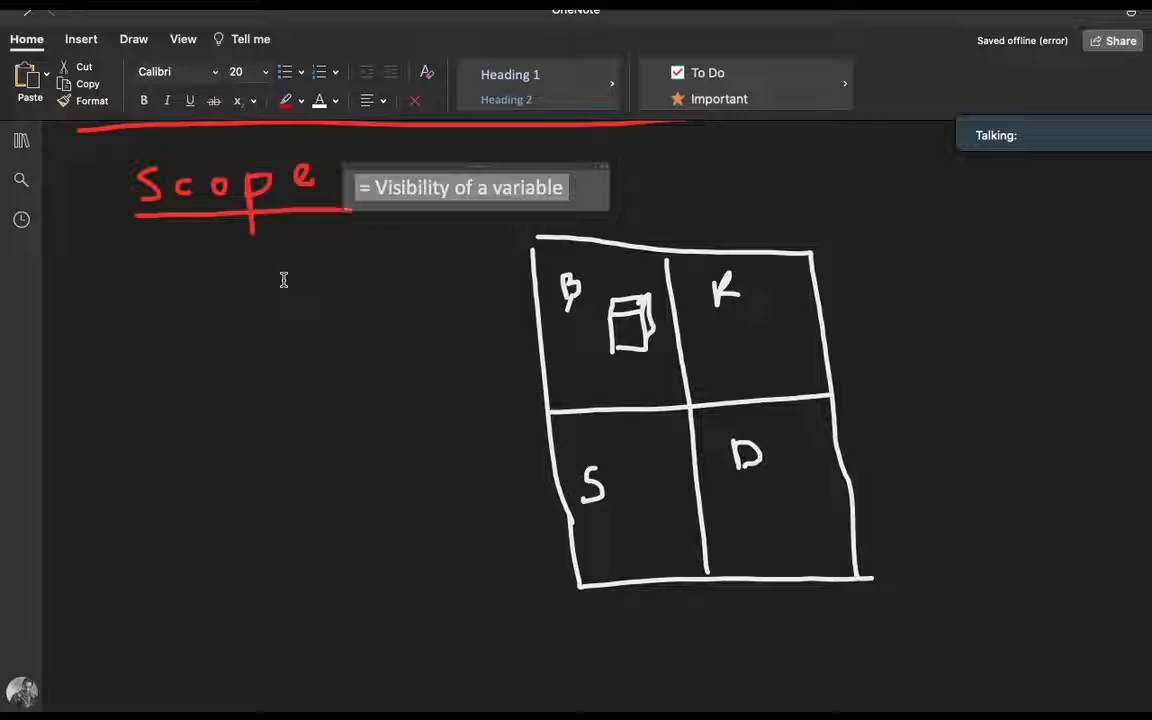 OneNote
Home Insert Draw View Tell me
Saved offline (error) Share
Paste
Cut
Copy
Format
Calibri 20
B I U ab x A
Heading 1
Heading 2
To Do
Important
Talking:
Scope = Visibility of a variable
B K
S D